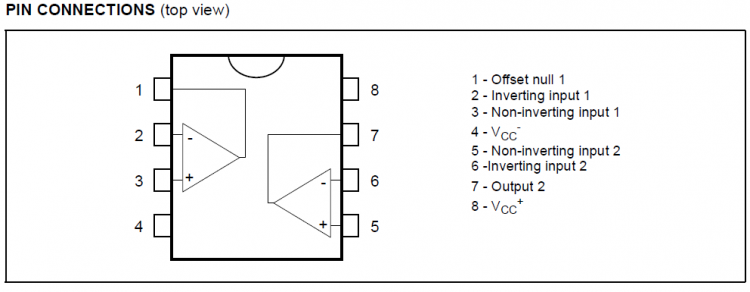 PIN CONNECTIONS (top view)
1
2
3
4
8
7
6
5
-
+
-
+
1 - Offset null 1
2 - Inverting input 1
3 - Non-inverting input 1
4 - VCC-
5 - Non-inverting input 2
6 -Inverting input 2
7 - Output 2
8 - VCC+